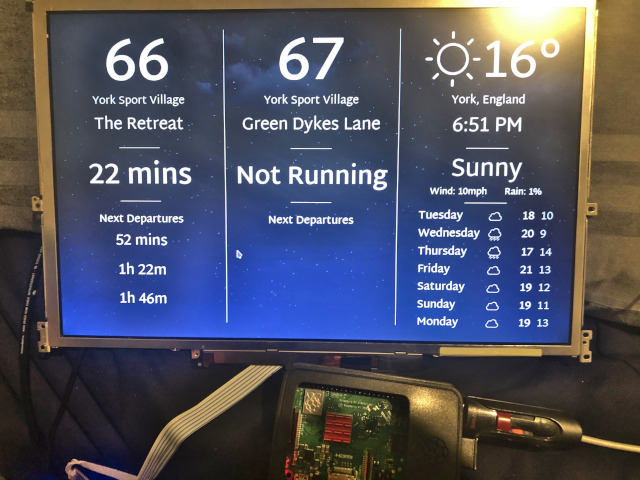 66
York Sport Village
The Retreat
22 mins
Next Departures
52 mins
1h 22m
1h 46m
67
York Sport Village
Green Dykes Lane
Not Running
Next Departures
16°
York, England
6:51 PM
Sunny
Wind: 10mph Rain: 1%
Tuesday 18 10
Wednesday 20 9
Thursday 17 14
Friday 21 13
Saturday 19 12
Sunday 19 11
Monday 19 13